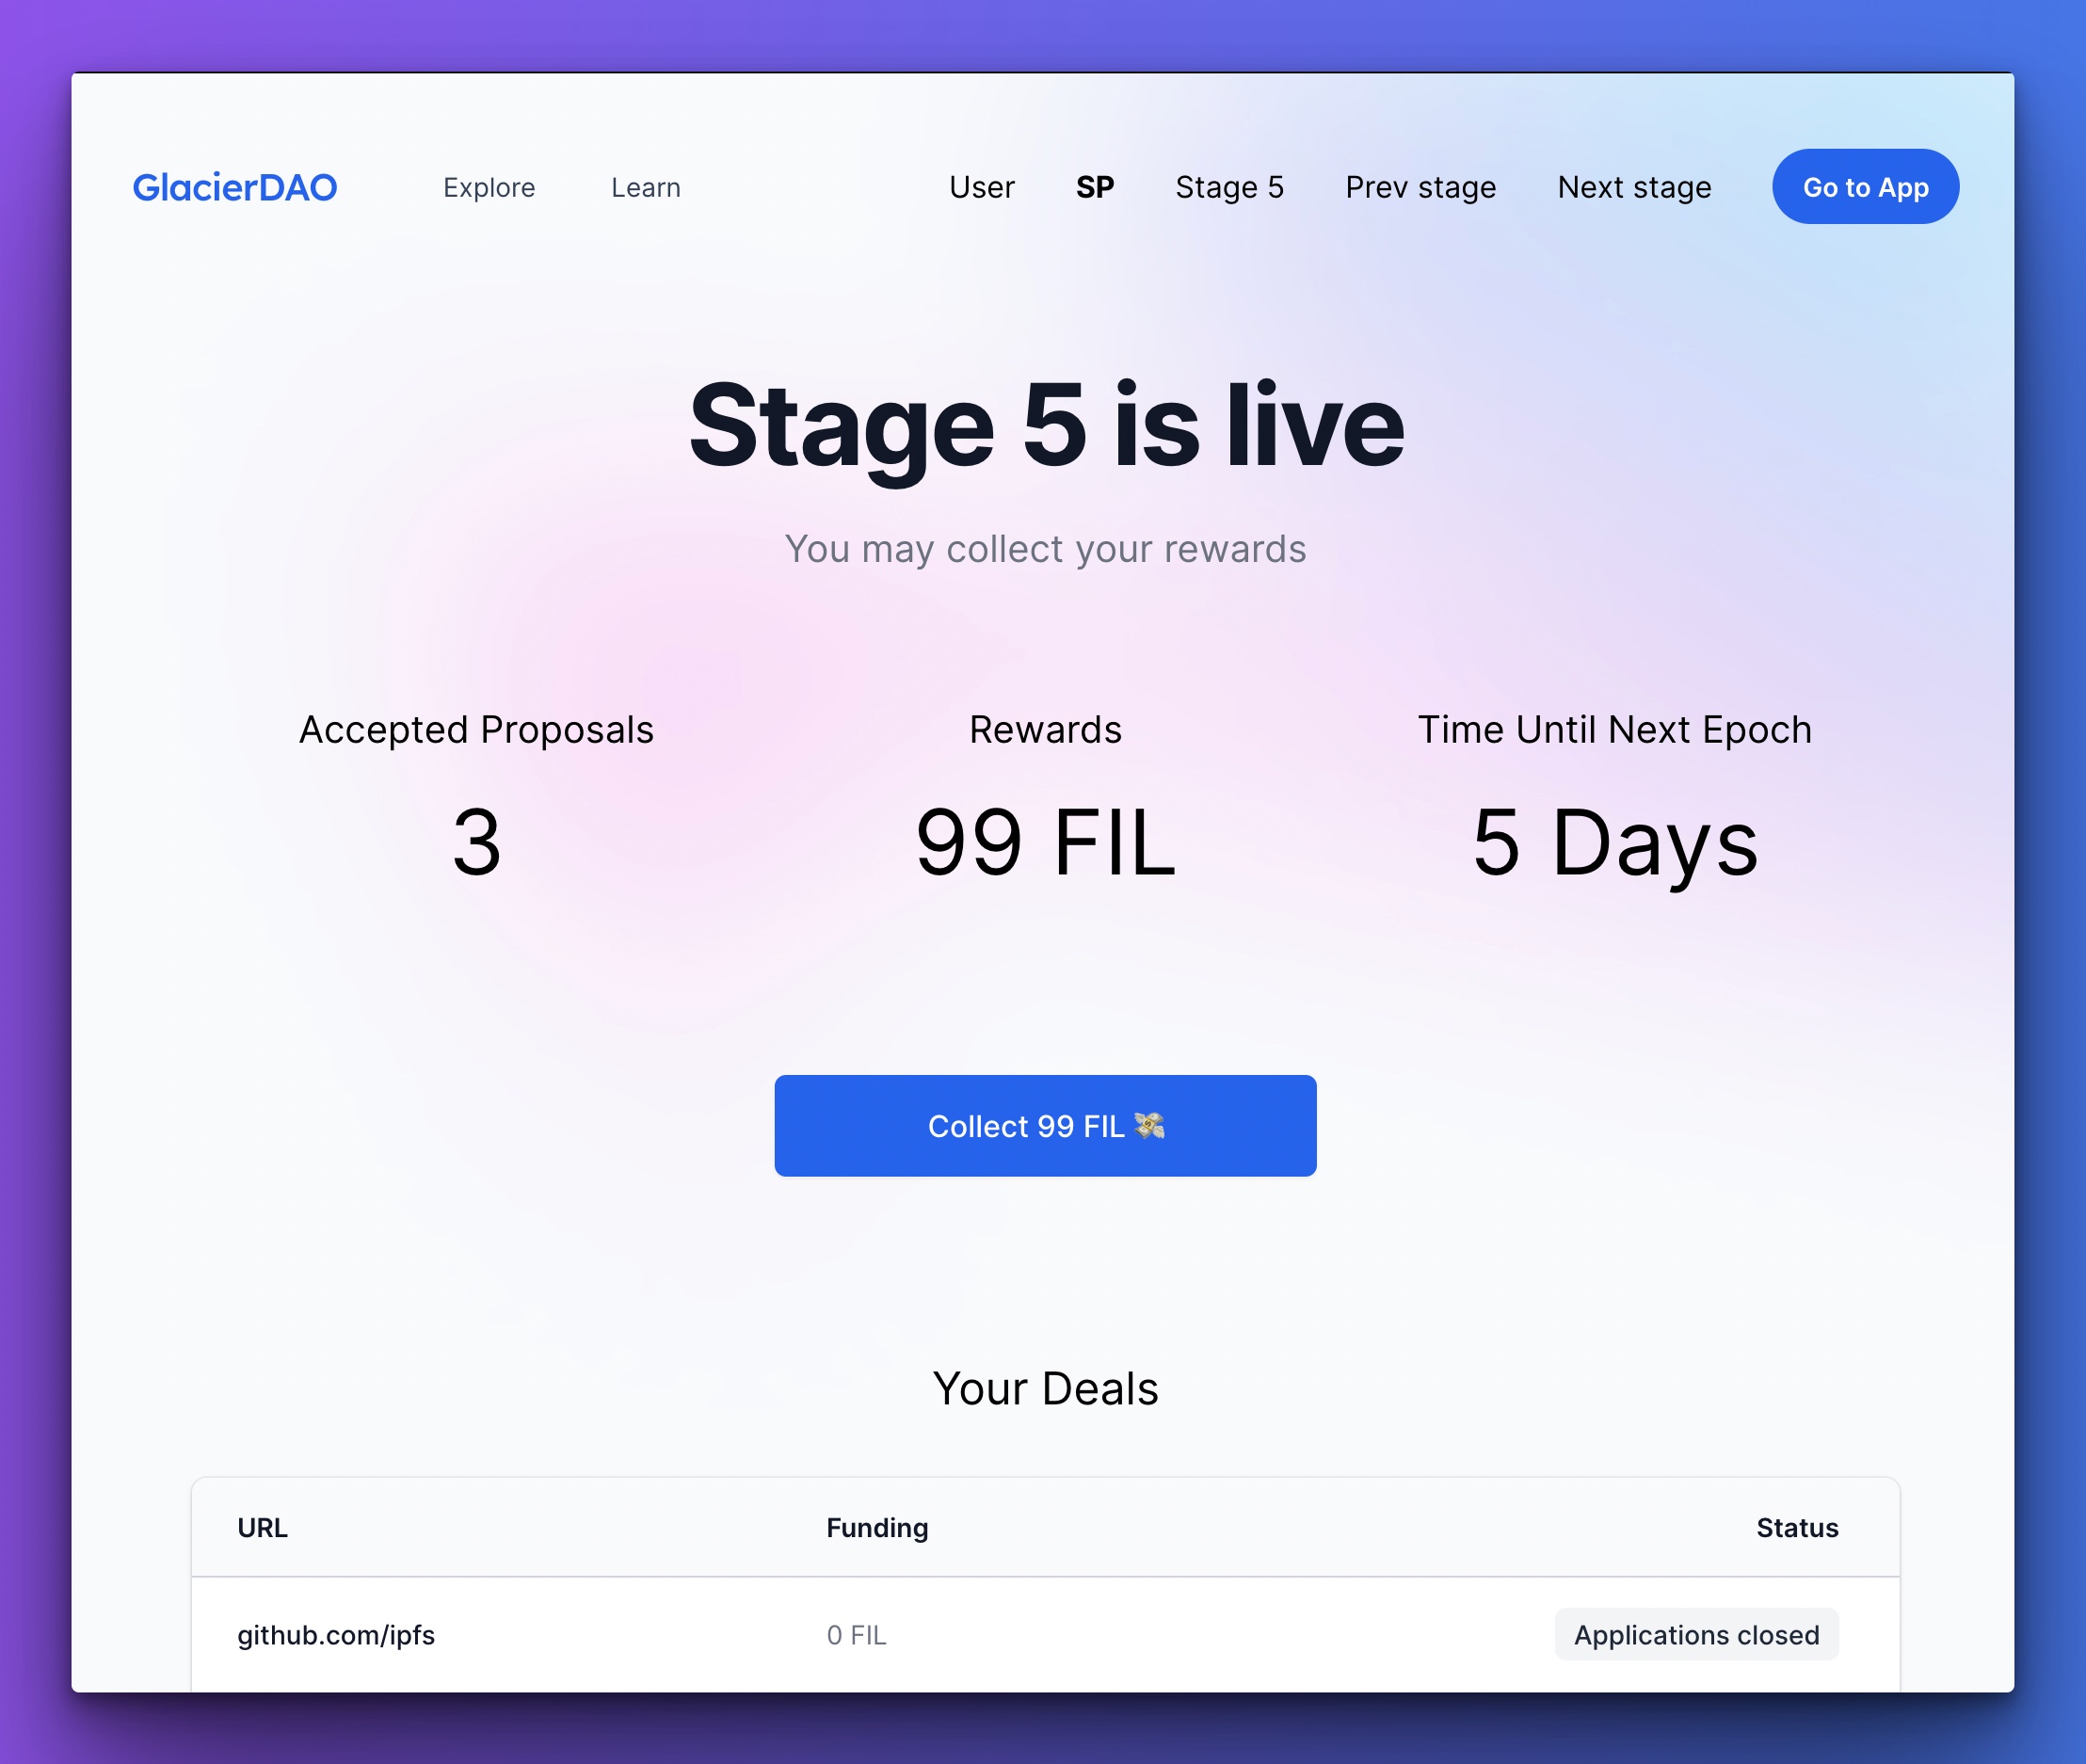 GlacierDAO Explore Learn User SP Stage 5 Prev stage Next stage Go to App
Stage 5 is live
You may collect your rewards
Accepted Proposals Rewards Time Until Next Epoch
3 99 FIL 5 Days
Collect 99 FIL 💸
Your Deals
URL Funding Status
github.com/ipfs 0 FIL Applications closed